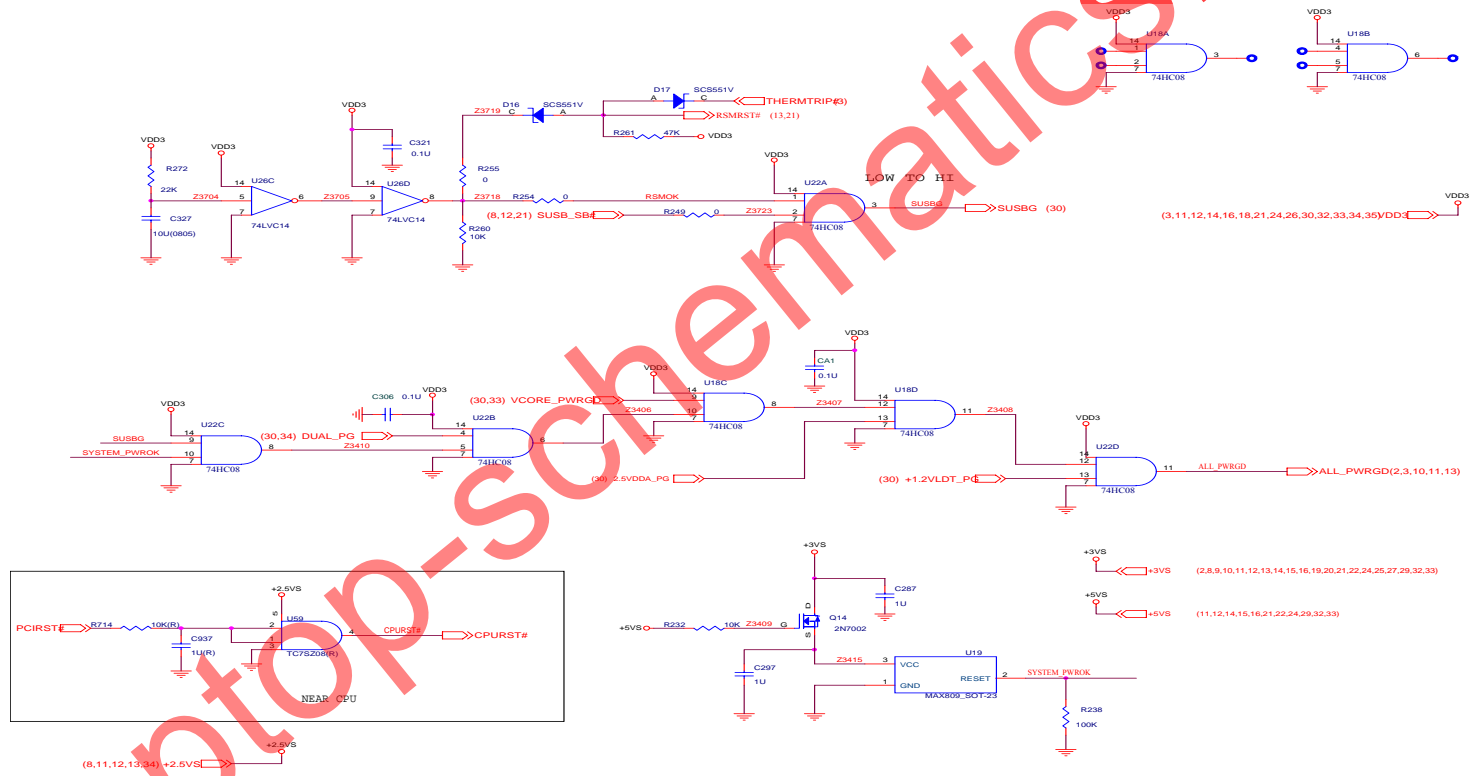 VDD3
U18A
14
1
2
7
3
74HC08
VDD3
U18B
14
4
5
7
6
74HC08
VDD3
R272
22K
Z3704
C327
10U(0805)
VDD3
U26C
14
5
7
6
74LVC14
Z3705
VDD3
C321
0.1U
U26D
14
9
7
8
74LVC14
Z3719
D16
SCS551V
C
A
D17
SCS551V
A
C
THERMTRIP#
RSMRST# (13,21)
R261
47K
VDD3
R255
0
Z3718
R254
0
RSMOK
R260
10K
(8,12,21) SUSB_SB#
R249
0
Z3723
VDD3
U22A
14
1
2
7
3
74HC08
LOW TO HI
SUSBG
SUSBG (30)
(3,11,12,14,16,18,21,24,26,30,32,33,34,35)VDD3
VDD3
VDD3
U22C
14
9
10
7
8
74HC08
SUSBG
SYSTEM_PWROK
C306 0.1U
VDD3
(30,34) DUAL_PG
Z3410
U22B
14
4
5
7
6
74HC08
(30,33) VCORE_PWRGD
Z3406
VDD3
U18C
14
9
10
7
8
74HC08
Z3407
VDD3
CA1
0.1U
U18D
14
12
13
7
11
74HC08
Z3408
(30) 2.5VDDA_PG
(30) +1.2VLDT_PG
VDD3
U22D
14
12
13
7
11
74HC08
ALL_PWRGD
ALL_PWRGD(2,3,10,11,13)
PCIRST#
R714
10K(R)
C937
1U(R)
+2.5VS
U59
5
2
1
3
4
TC7SZ08(R)
CPURST#
CPURST#
NEAR CPU
+2.5VS
(8,11,12,13,34) +2.5VS
+3VS
C287
1U
+5VS
R232
10K
Z3409
G
D
S
Q14
2N7002
C297
1U
Z3415
U19
3
VCC
1
GND
RESET
2
MAX809_SOT-23
SYSTEM_PWROK
R238
100K
+3VS
+3VS (2,8,9,10,11,12,13,14,15,16,19,20,21,22,24,25,27,29,32,33)
+5VS
+5VS (11,12,14,15,16,21,22,24,29,32,33)
ptop-schematics